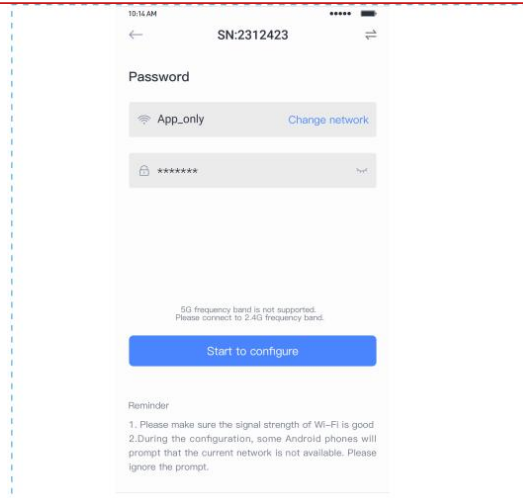 10:14 AM
SN:2312423
Password
App_only Change network
*******
5G frequency band is not supported.
Please connect to 2.4G frequency band.
Start to configure
Reminder
1. Please make sure the signal strength of Wi-Fi is good
2.During the configuration, some Android phones will
prompt that the current network is not available. Please
ignore the prompt.